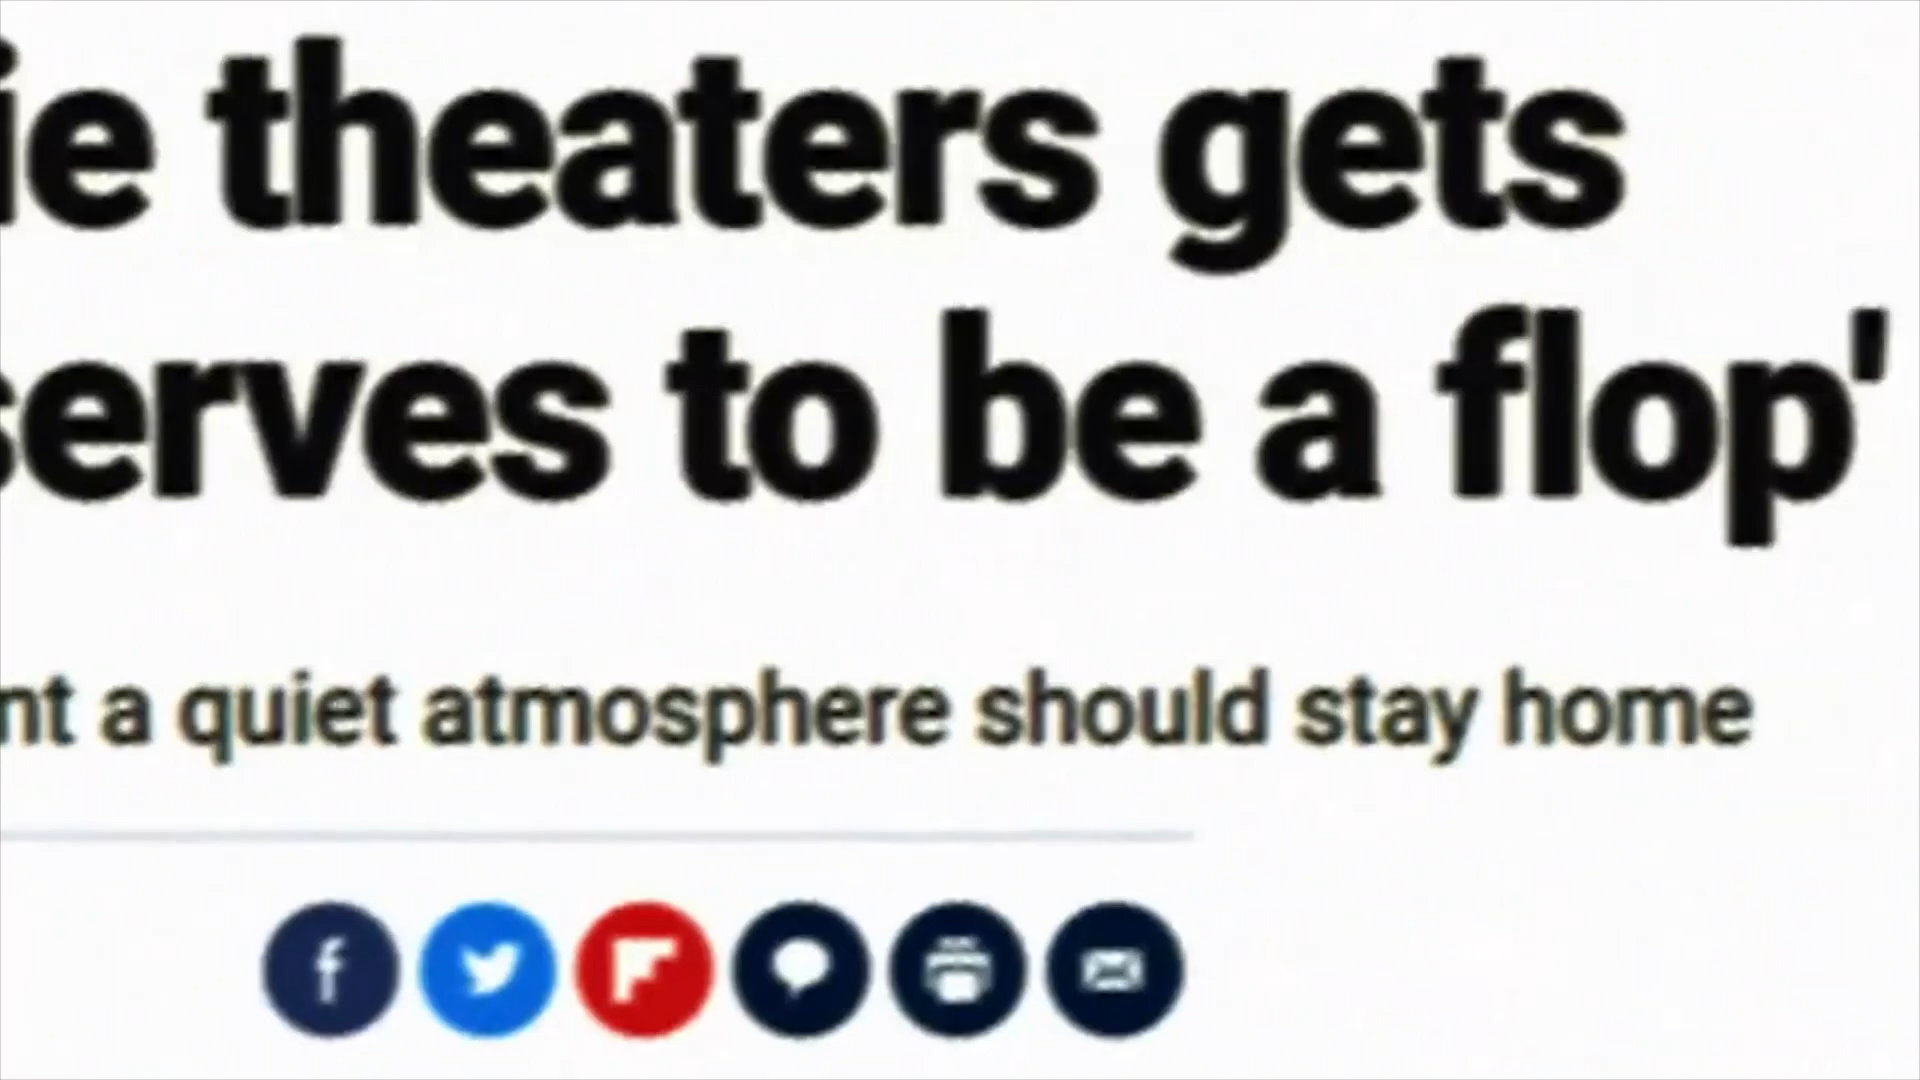 ie theaters gets
serves to be a flop'
nt a quiet atmosphere should stay home